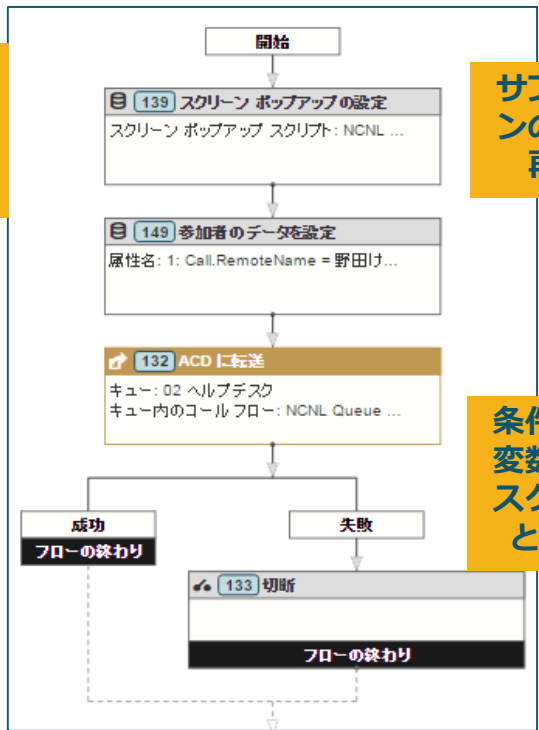 開始
139 スクリーン ポップアップの設定
スクリーン ポップアップ スクリプト: NCNL ...
149 参加者のデータを設定
属性名: 1: Call.RemoteName = 野田け...
132 ACD に転送
キュー: 02 ヘルプデスク
キュー内のコール フロー: NCNL Queue ...
成功
フローの終わり
失敗
133 切断
フローの終わり
ンの
再
条件
変数
スク
と